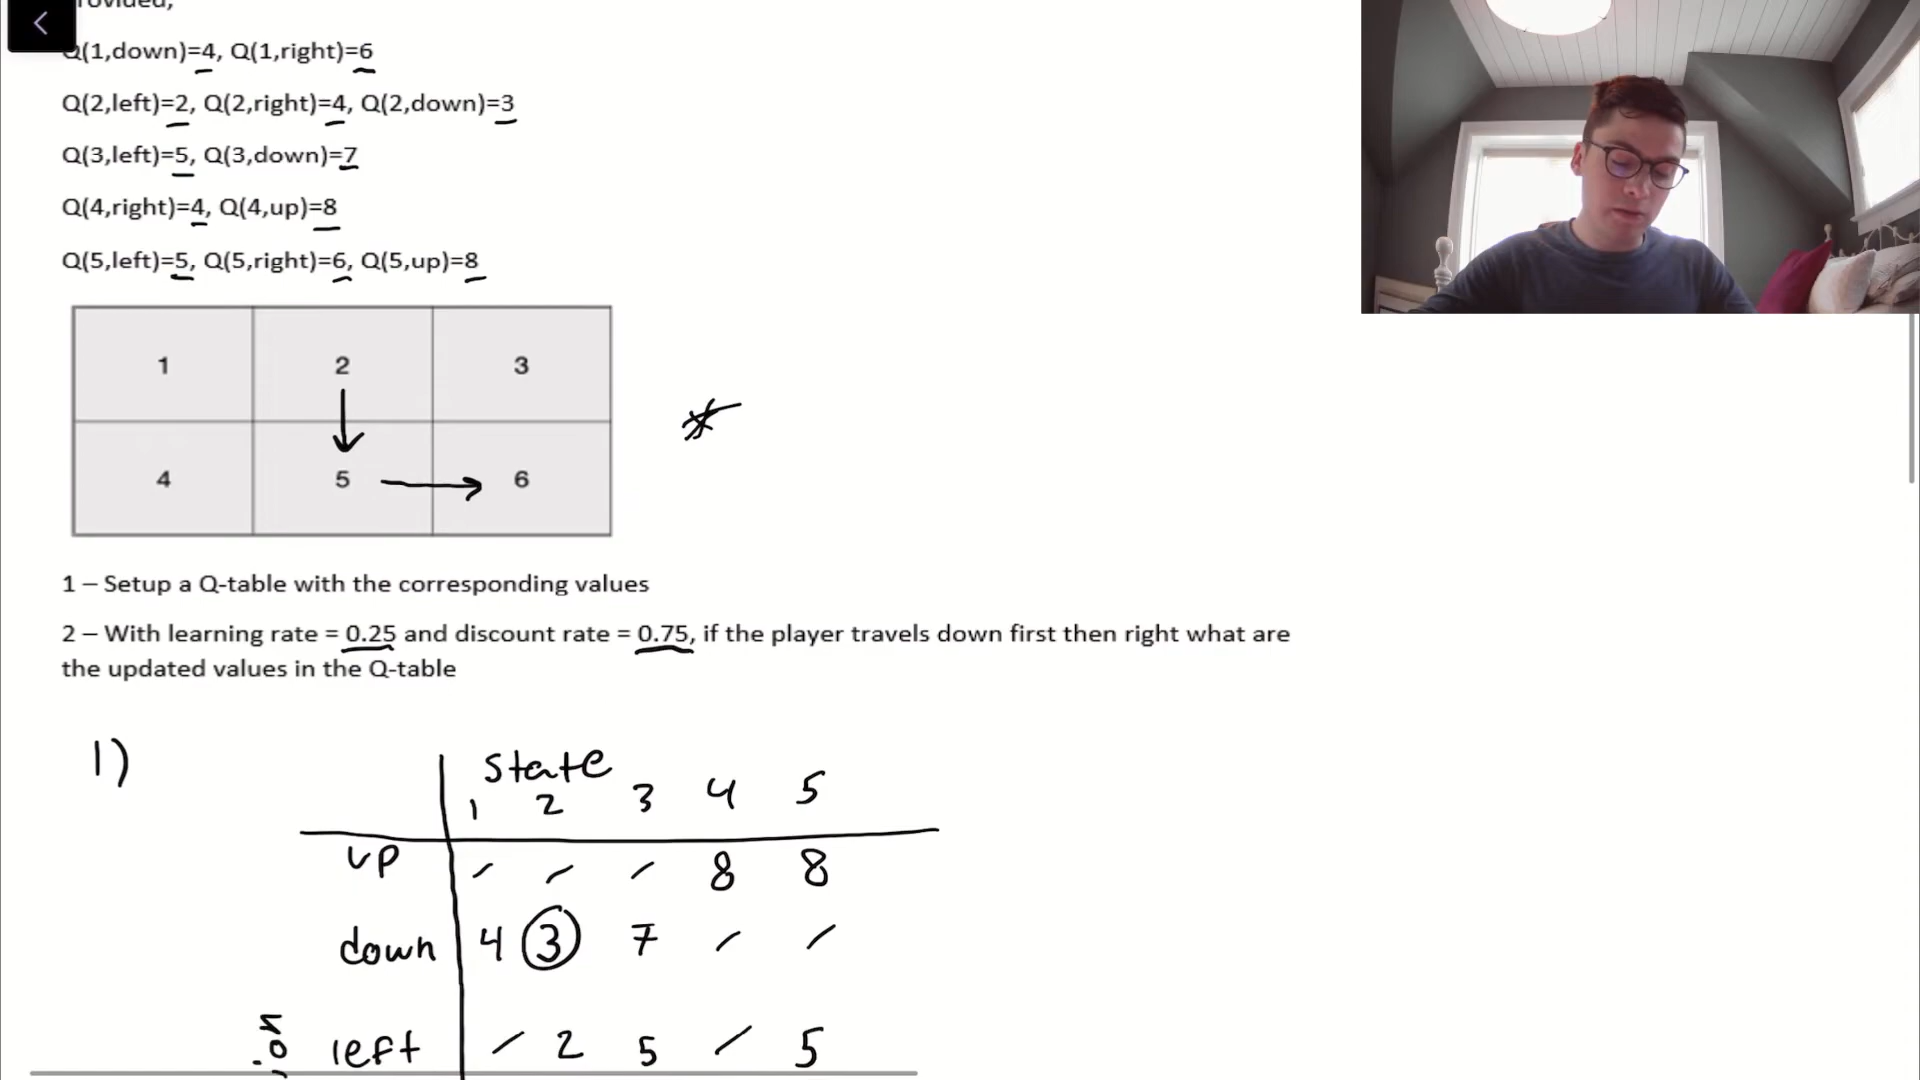 Q(1,down)=4, Q(1,right)=6
Q(2,left)=2, Q(2,right)=4, Q(2,down)=3
Q(3,left)=5, Q(3,down)=7
Q(4,right)=4, Q(4,up)=8
Q(5,left)=5, Q(5,right)=6, Q(5,up)=8
1 2 3
4 5 6
1 – Setup a Q-table with the corresponding values
2 – With learning rate = 0.25 and discount rate = 0.75, if the player travels down first then right what are
the updated values in the Q-table
1)
state
1 2 3 4 5
up - - - 8 8
down 4 3 7 - -
left - 2 5 - 5